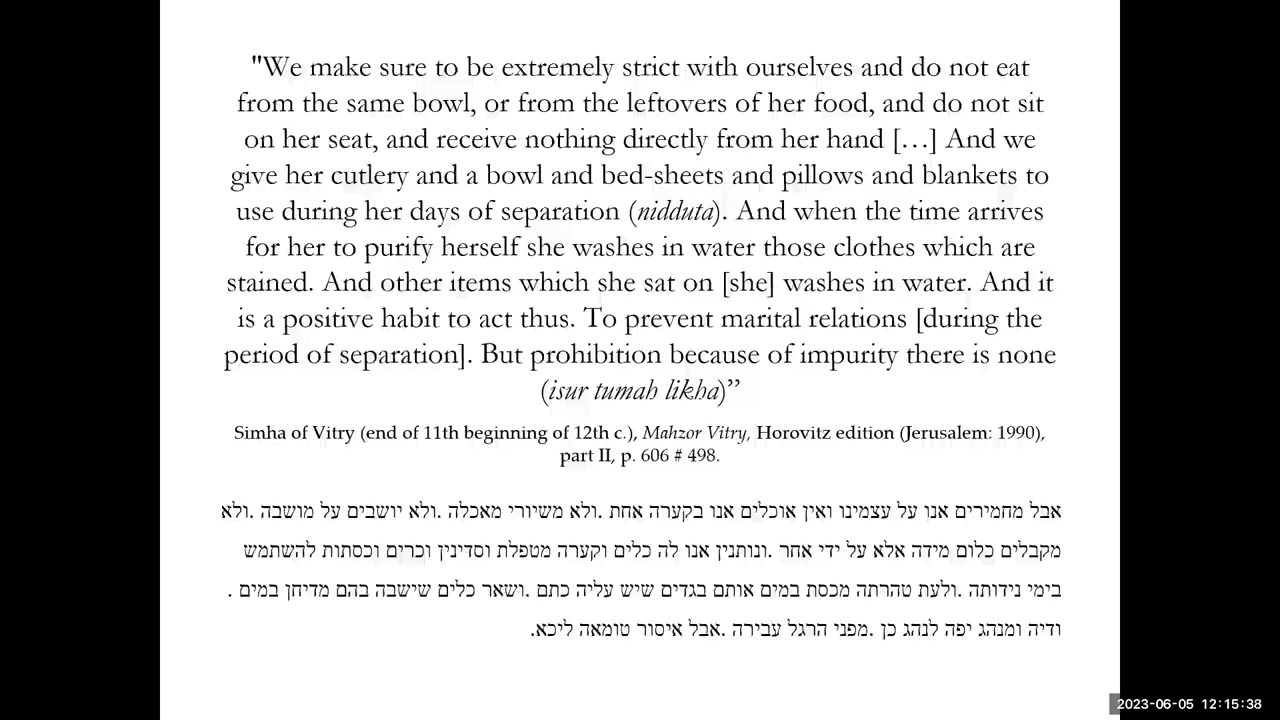 "We make sure to be extremely strict with ourselves and do not eat
from the same bowl, or from the leftovers of her food, and do not sit
on her seat, and receive nothing directly from her hand […] And we
give her cutlery and a bowl and bed-sheets and pillows and blankets to
use during her days of separation (nidduta). And when the time arrives
for her to purify herself she washes in water those clothes which are
stained. And other items which she sat on [she] washes in water. And it
is a positive habit to act thus. To prevent marital relations [during the
period of separation]. But prohibition because of impurity there is none
(isur tumah likha)”
Simha of Vitry (end of 11th beginning of 12th c.), Mahzor Vitry, Horovitz edition (Jerusalem: 1990),
part II, p. 606 # 498.
אבל מחמירים אנו על עצמינו ואין אוכלים אנו בקערה אחת .ולא משיורי מאכלה .ולא יושבים על מושבה .ולא
מקבלים כלום מידה אלא על ידי אחר .ונותנין אנו לה כלים וקערה מטפלת וסדינין וכרים וכסתות להשתמש
בימי נידותה .ולעת טהרתה מכסת במים אותם בגדים שיש עליה כתם .ושאר כלים שישבה בהם מדיחן במים .
ודיה ומנהג יפה לנהג כן .מפני הרגל עבירה .אבל איסור טומאה ליכא.
2023-06-05 12:15:38